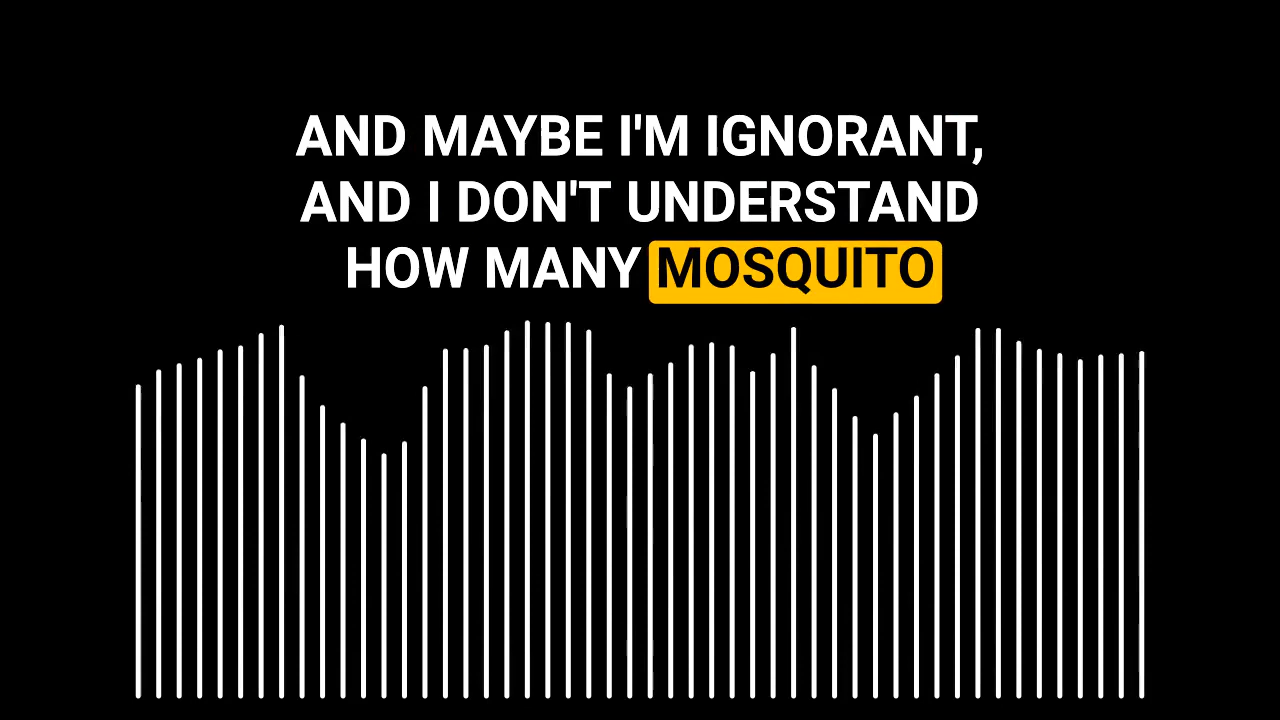 AND MAYBE I'M IGNORANT,
AND I DON'T UNDERSTAND
HOW MANY MOSQUITO